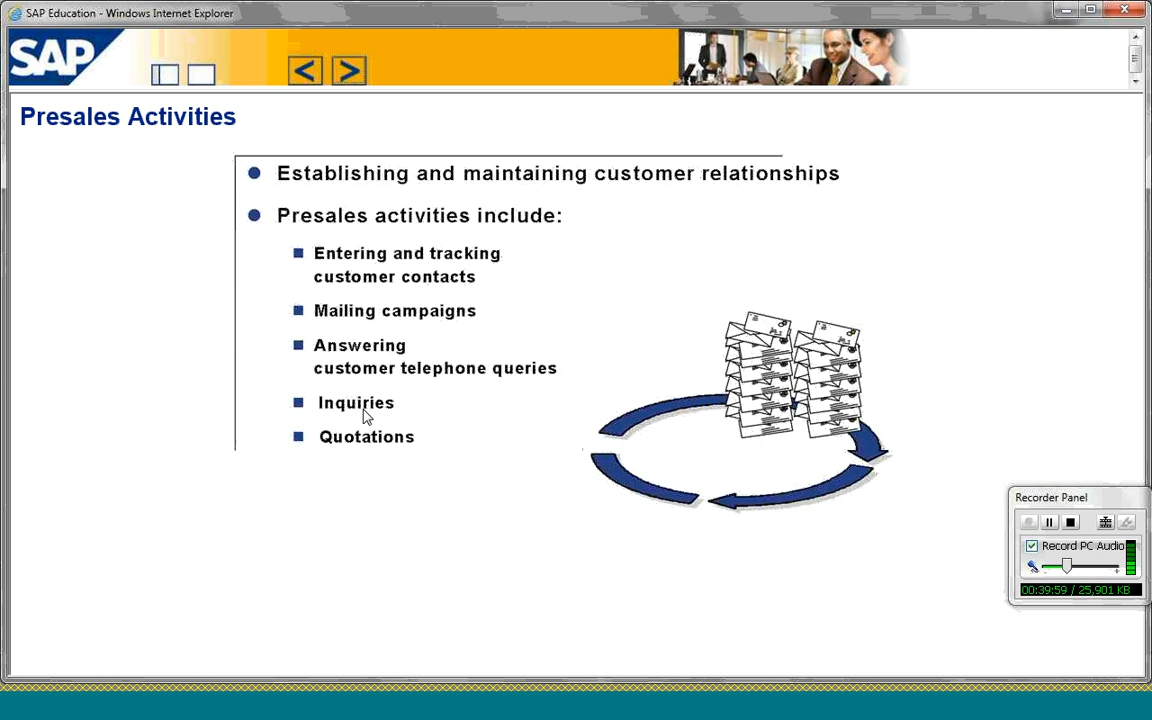 SAP Education - Windows Internet Explorer
SAP
< >
Presales Activities
Establishing and maintaining customer relationships
Presales activities include:
Entering and tracking
customer contacts
Mailing campaigns
Answering
customer telephone queries
Inquiries
Quotations
Recorder Panel
Record PC Audio
- +
00:39:59 / 25,901 KB